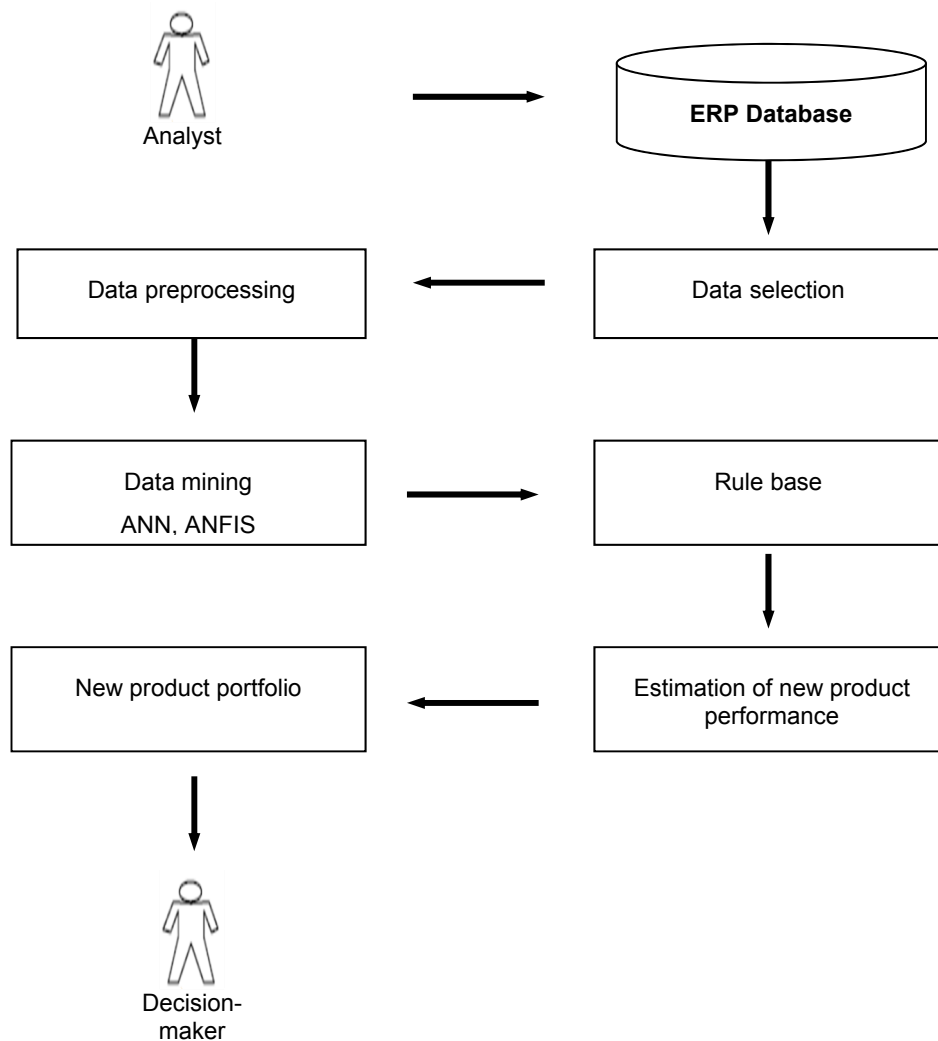 Analyst
ERP Database
Data preprocessing
Data selection
Data mining
ANN, ANFIS
Rule base
New product portfolio
Estimation of new product
performance
Decision-
maker